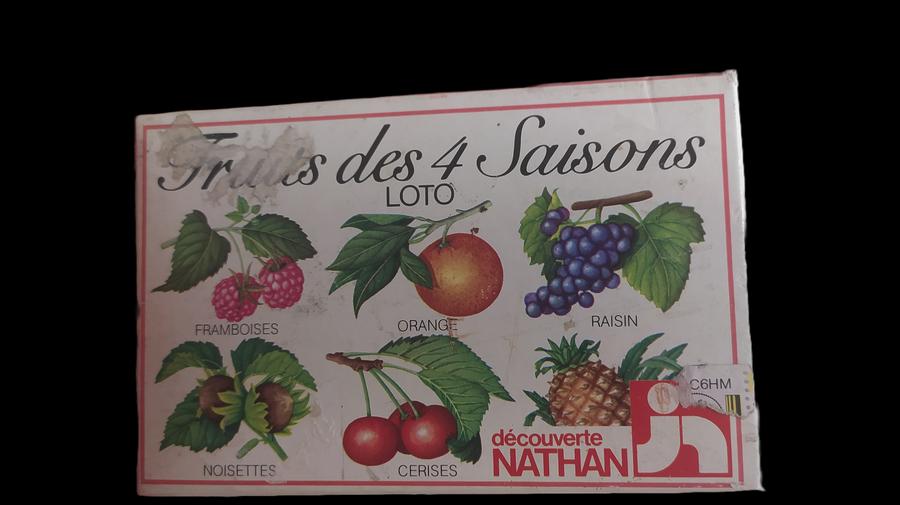 Fruits des 4 Saisons
LOTO
FRAMBOISES
ORANGE
RAISIN
NOISETTES
CERISES
C6HM
découverte
NATHAN